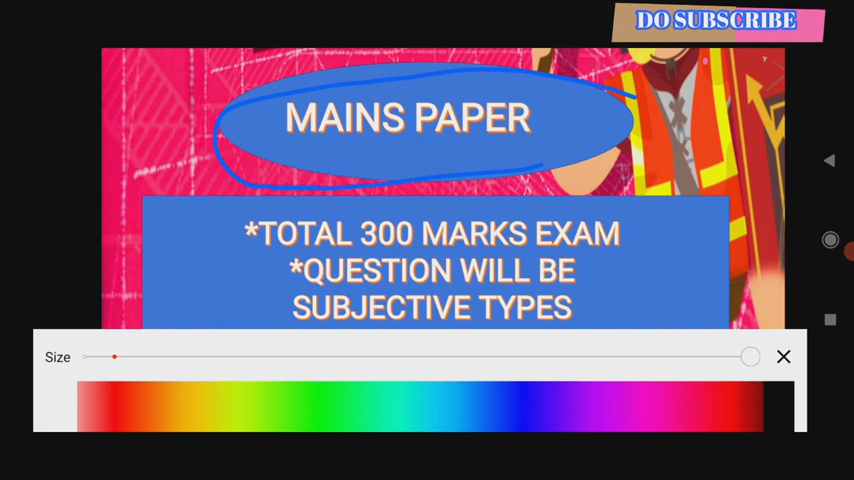 DO SUBSCRIBE
MAINS PAPER
*TOTAL 300 MARKS EXAM
*QUESTION WILL BE
SUBJECTIVE TYPES
Size